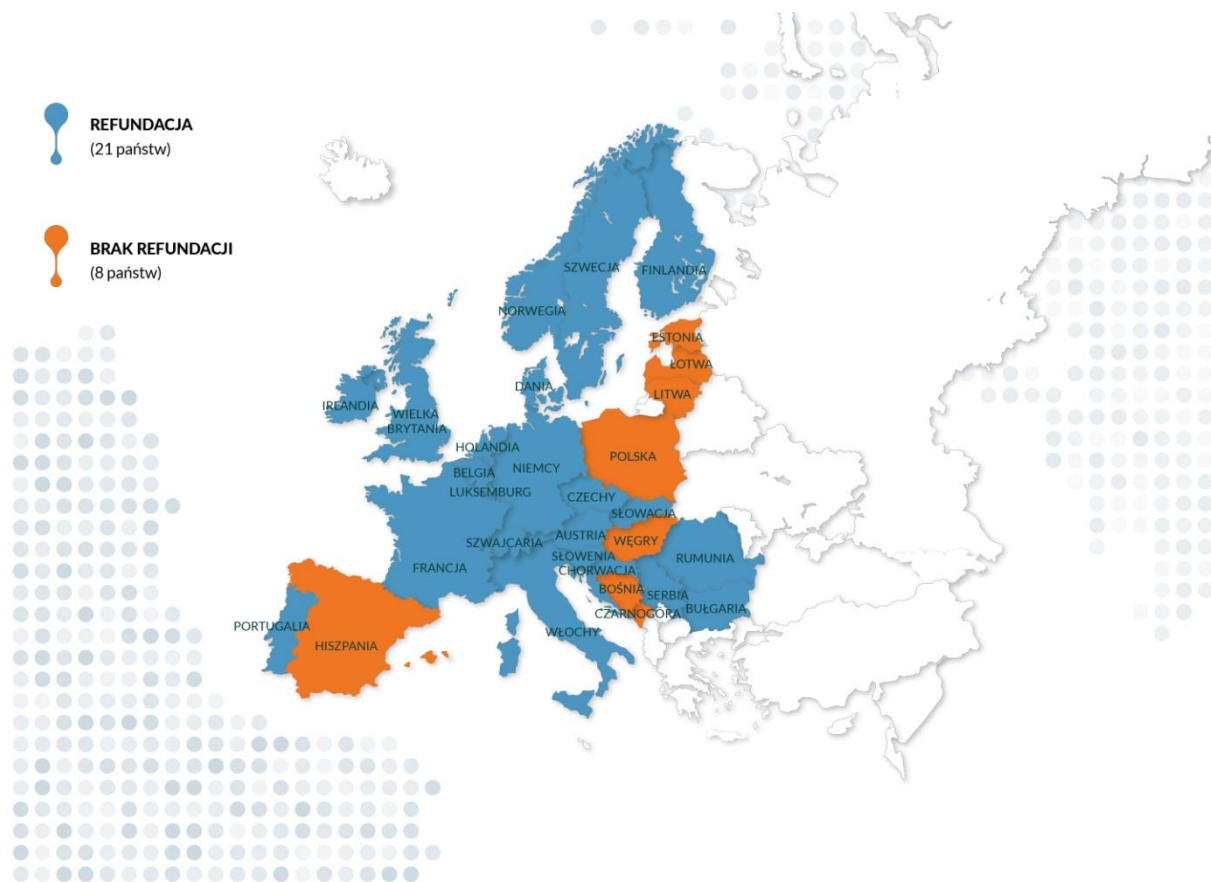 REFUNDACJA
(21 państw)
BRAK REFUNDACJI
(8 państw)
SZWECJA
FINLANDIA
NORWEGIA
ESTONIA
ŁOTWA
DANIA
LITWA
IRLANDIA
WIELKA
BRYTANIA
HOLANDIA
POLSKA
BELGIA
NIEMCY
LUKSEMBURG
CZECHY
SŁOWACJA
AUSTRIA
SZWAJCARIA
WĘGRY
SŁOWENIA
RUMUNIA
FRANCJA
CHORWACJA
BOŚNIA
SERBIA
CZARNOGÓRA
BUŁGARIA
PORTUGALIA
WŁOCHY
HISZPANIA